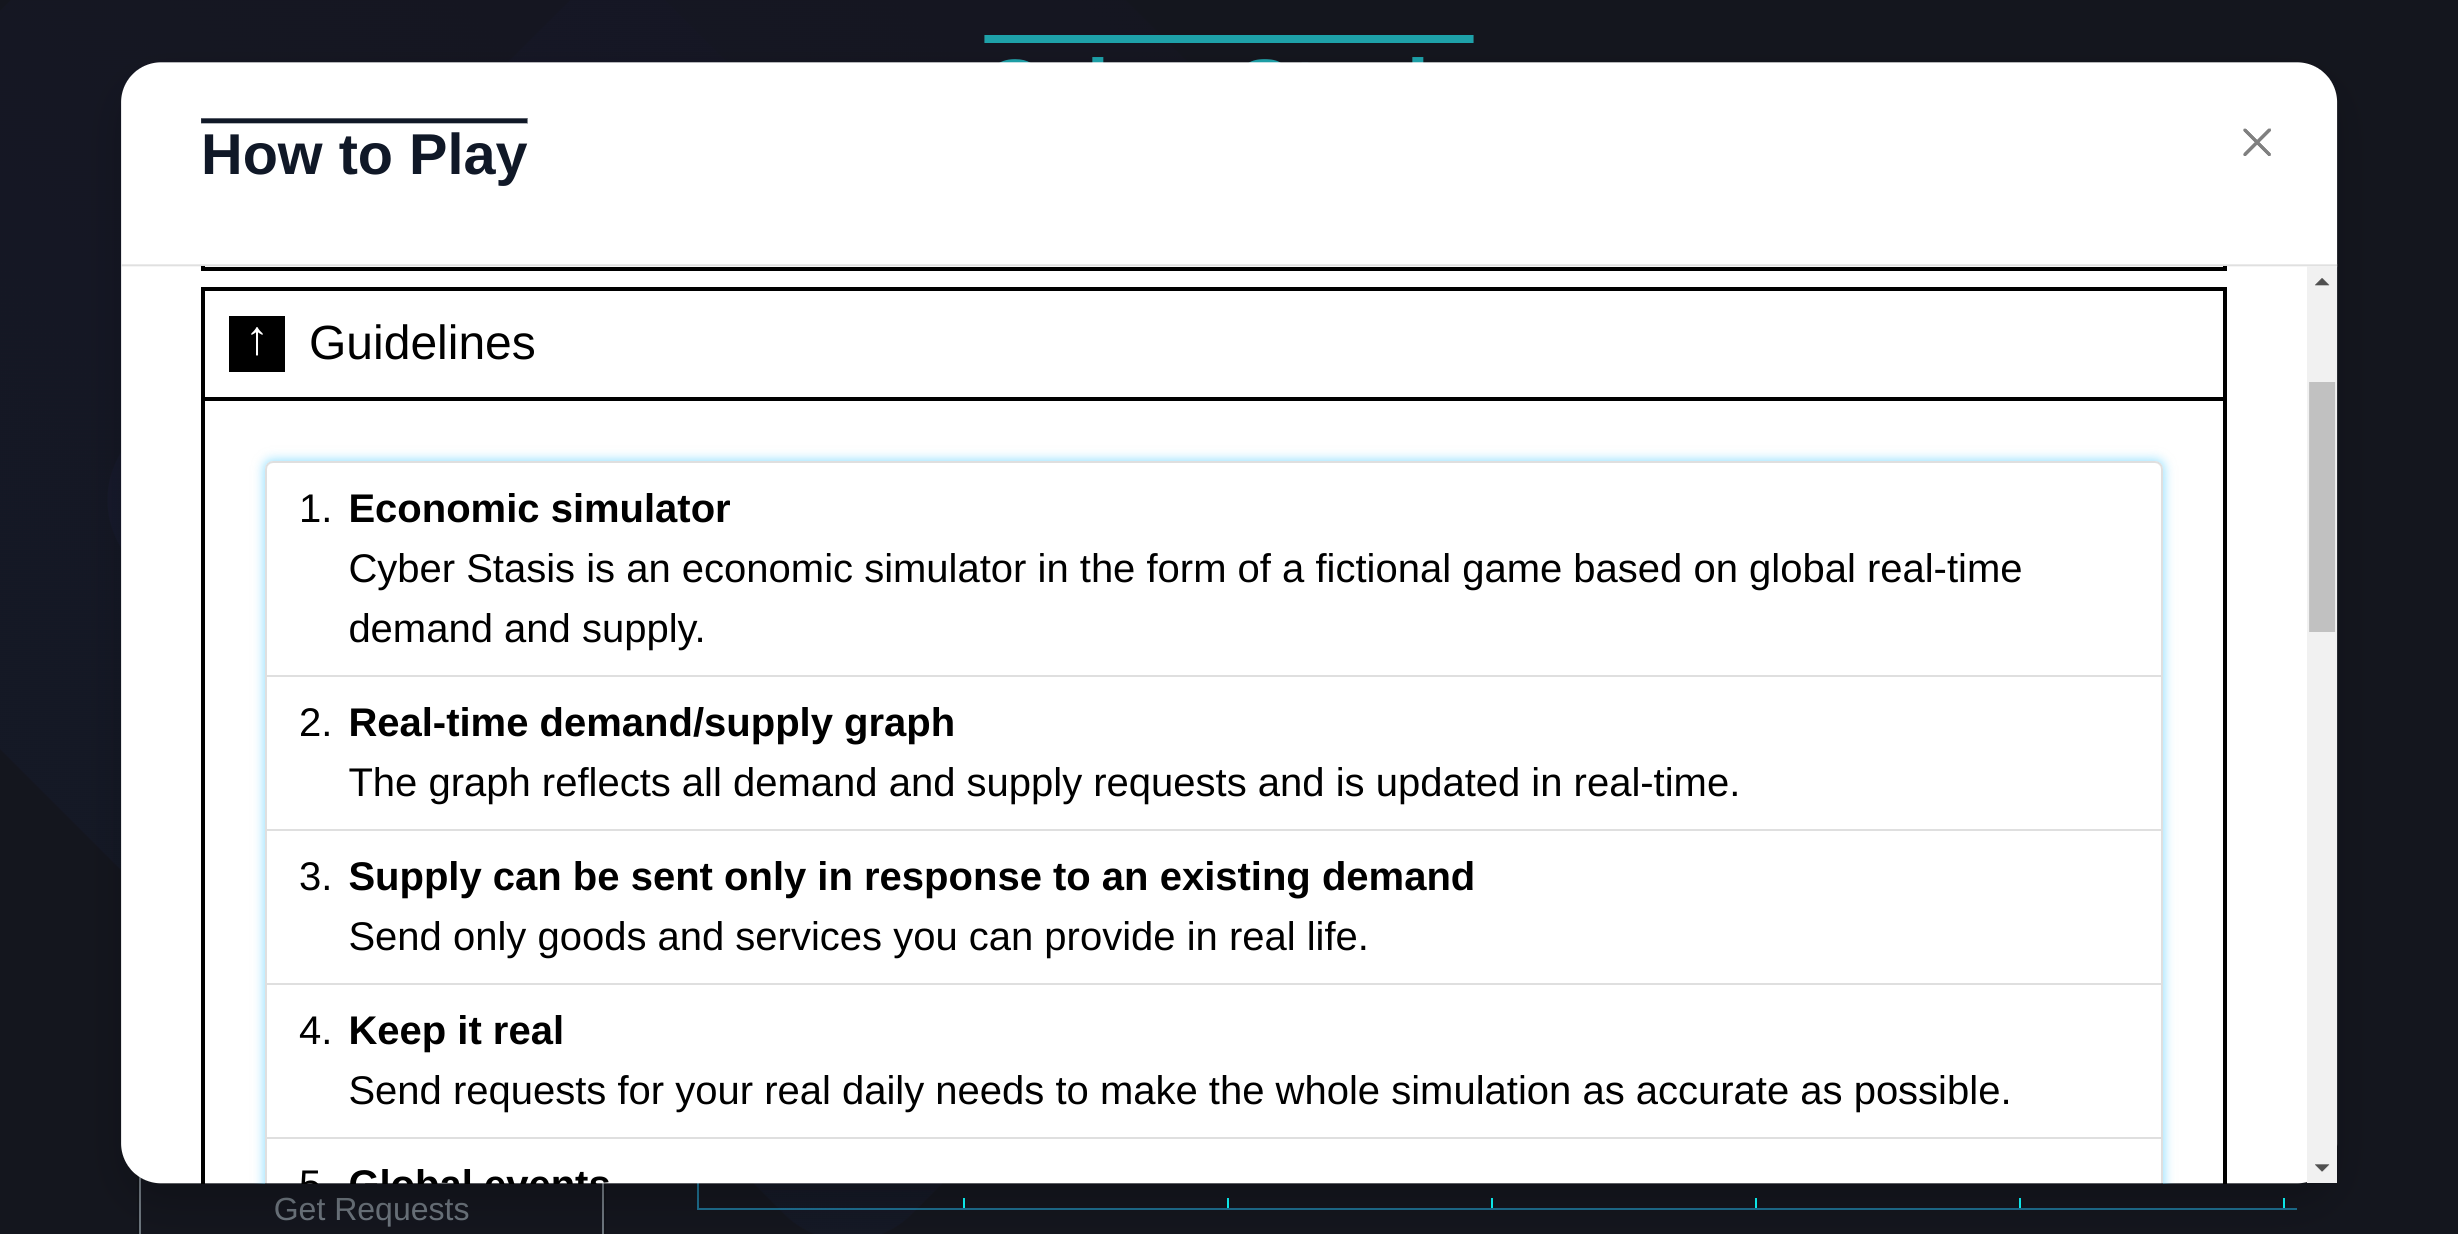 How to Play
↑ Guidelines
1. Economic simulator
Cyber Stasis is an economic simulator in the form of a fictional game based on global real-time
demand and supply.
2. Real-time demand/supply graph
The graph reflects all demand and supply requests and is updated in real-time.
3. Supply can be sent only in response to an existing demand
Send only goods and services you can provide in real life.
4. Keep it real
Send requests for your real daily needs to make the whole simulation as accurate as possible.
5. Global events
Get Requests